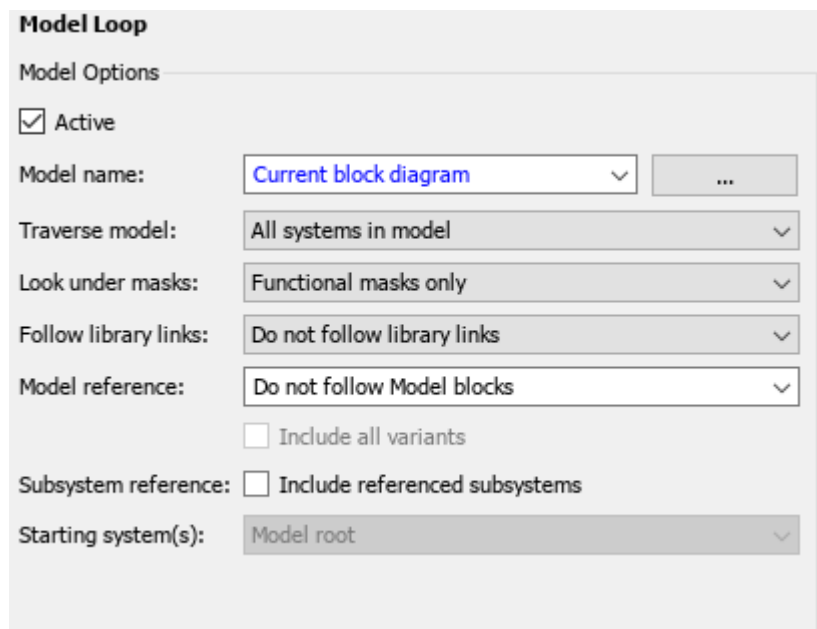 Model Loop
Model Options
Active
Model name: Current block diagram ...
Traverse model: All systems in model
Look under masks: Functional masks only
Follow library links: Do not follow library links
Model reference: Do not follow Model blocks
Include all variants
Subsystem reference: Include referenced subsystems
Starting system(s): Model root